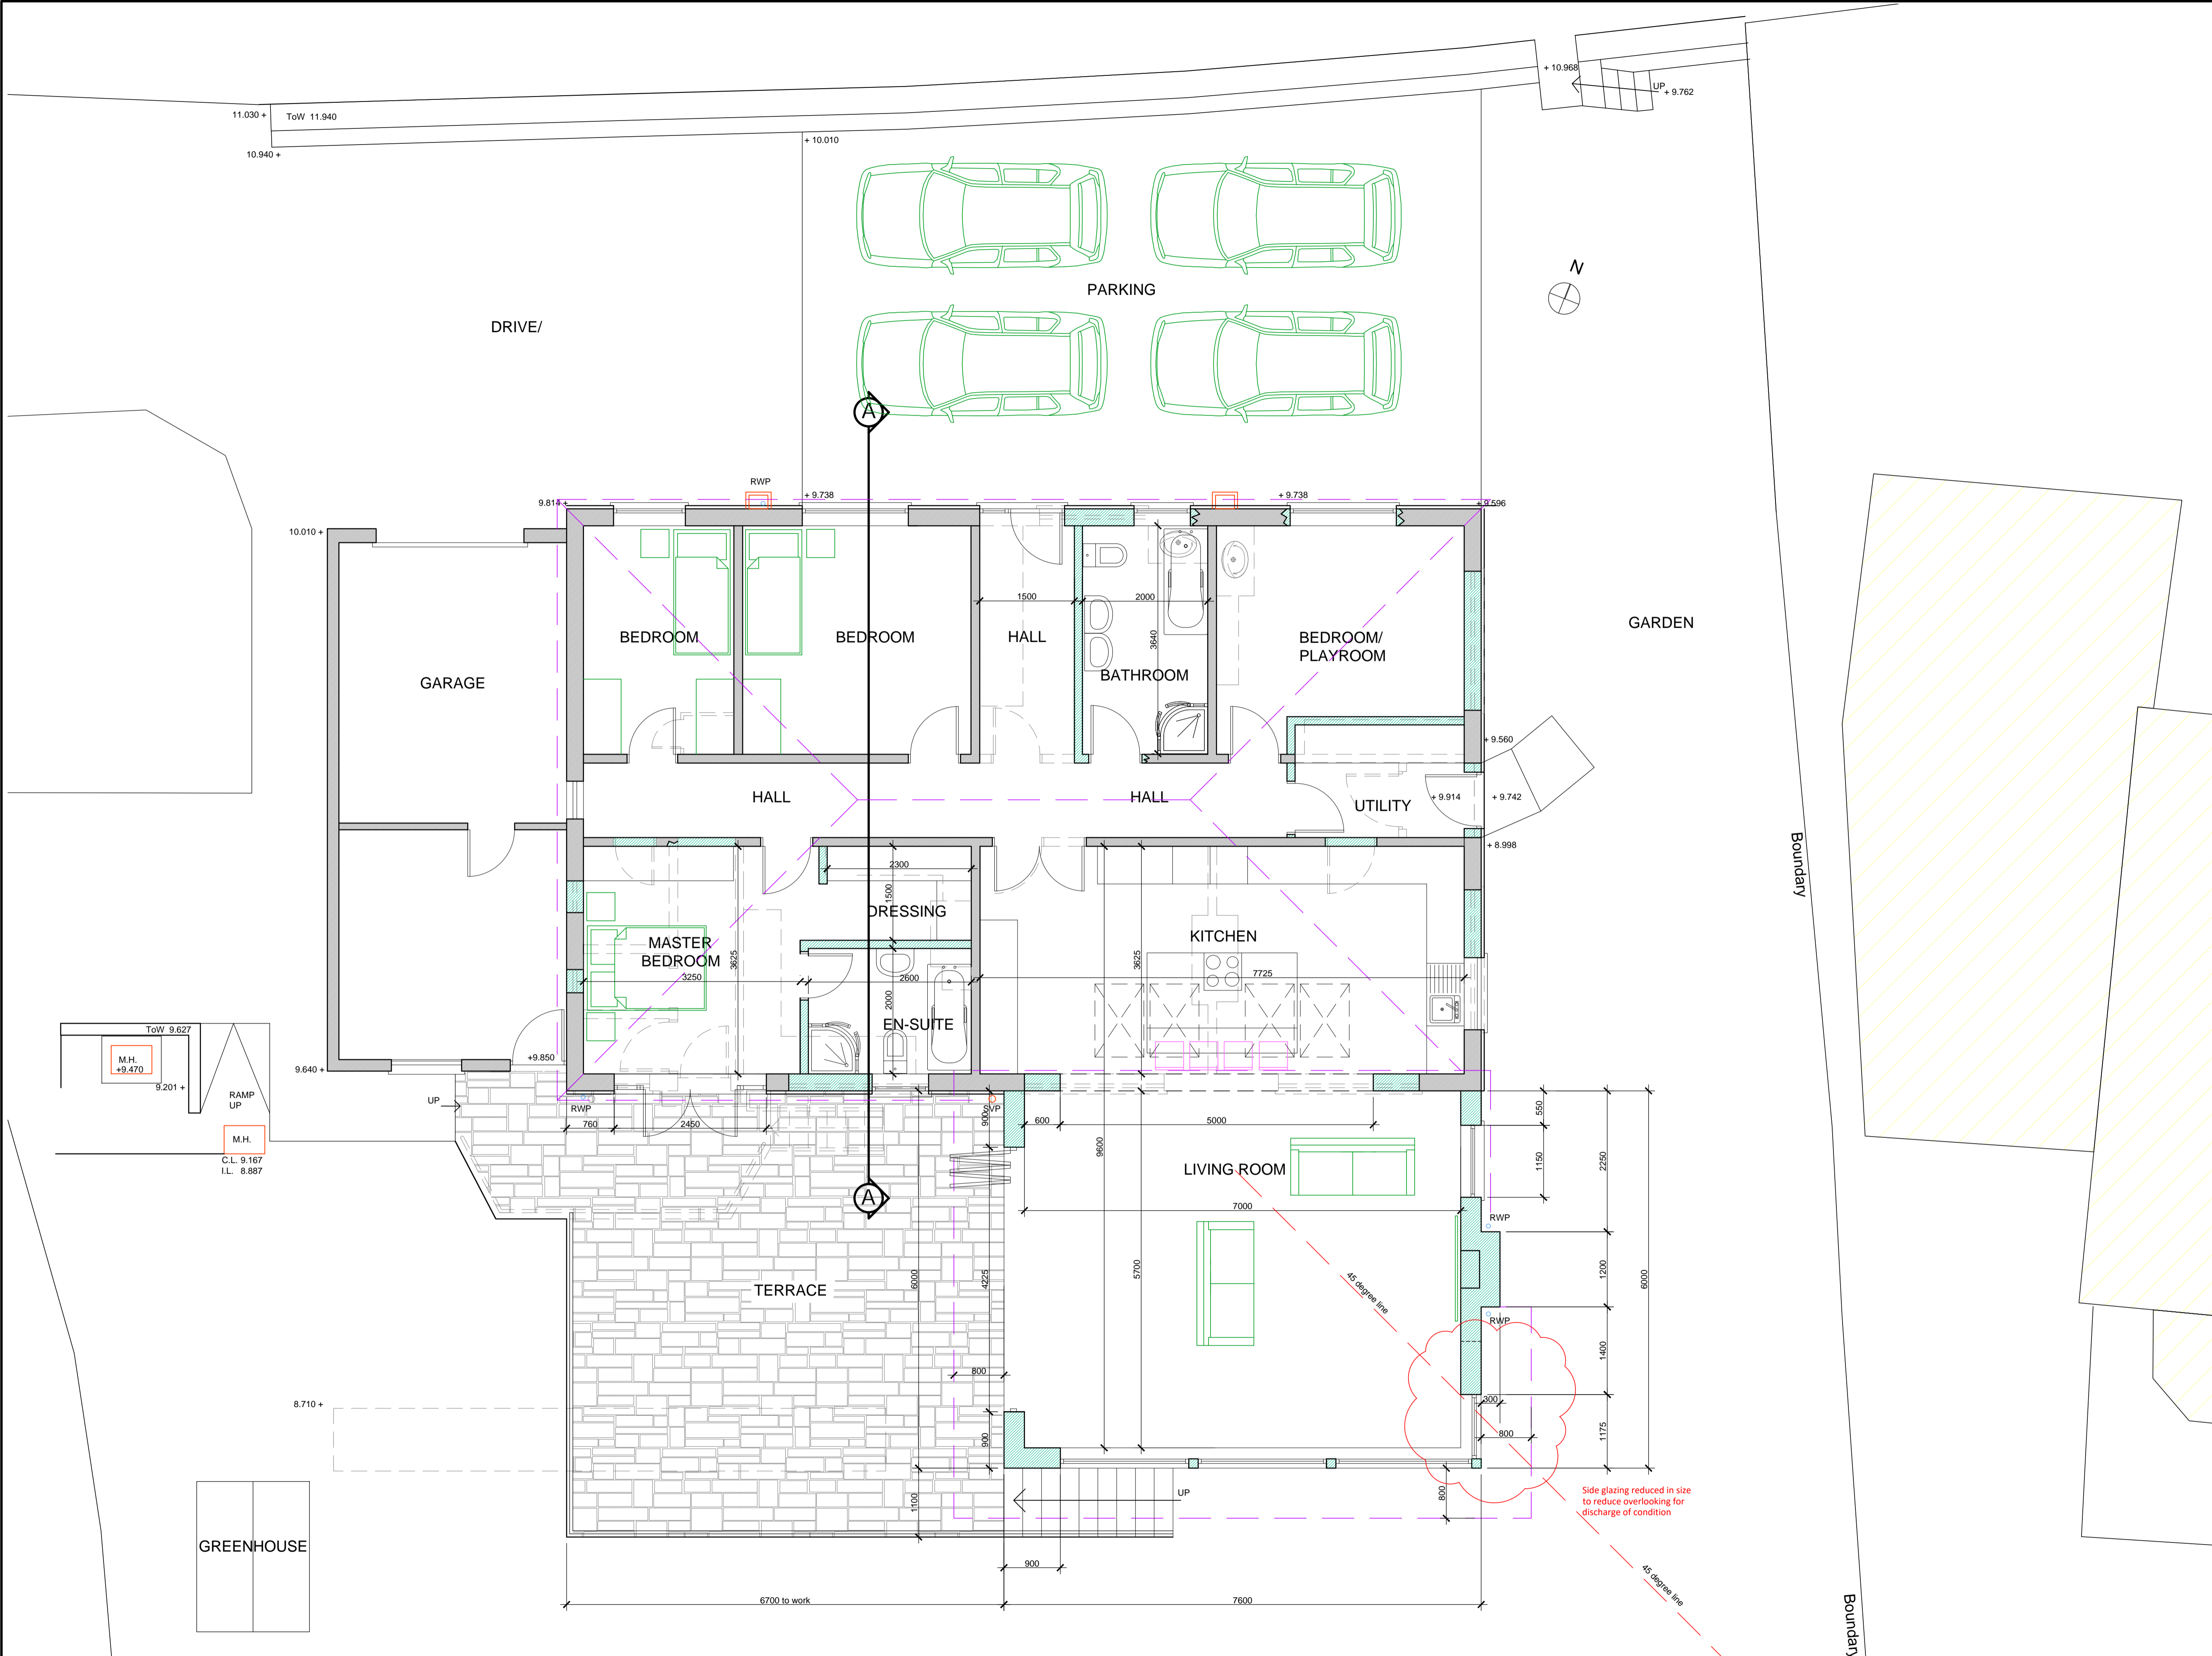 + 10.968
UP
+ 9.762
11.030 +
ToW 11.940
10.940 +
+ 10.010
N
PARKING
DRIVE/
RWP
9.814 +
+ 9.738
+ 9.738
+ 9.596
10.010 +
A
1500
2000
3640
BEDROOM
BEDROOM
HALL
BEDROOM/
PLAYROOM
BATHROOM
GARDEN
GARAGE
+ 9.560
HALL
HALL
UTILITY
+ 9.914
+ 9.742
+ 8.998
Boundary
2300
1500
DRESSING
MASTER
BEDROOM
3625
3250
2600
2000
EN-SUITE
KITCHEN
3625
7725
ToW 9.627
M.H.
+9.470
9.201 +
RAMP
UP
M.H.
C.L. 9.167
I.L. 8.887
9.640 +
+9.850
UP
RWP
760
2450
SVP
900
600
5000
9600
550
1150
2250
LIVING ROOM
7000
RWP
A
TERRACE
6000
4225
5700
45 degree line
1200
6000
RWP
1400
800
300
800
1175
8.710 +
900
1100
UP
800
Side glazing reduced in size
to reduce overlooking for
discharge of condition
GREENHOUSE
900
45 degree line
6700 to work
7600
Boundary